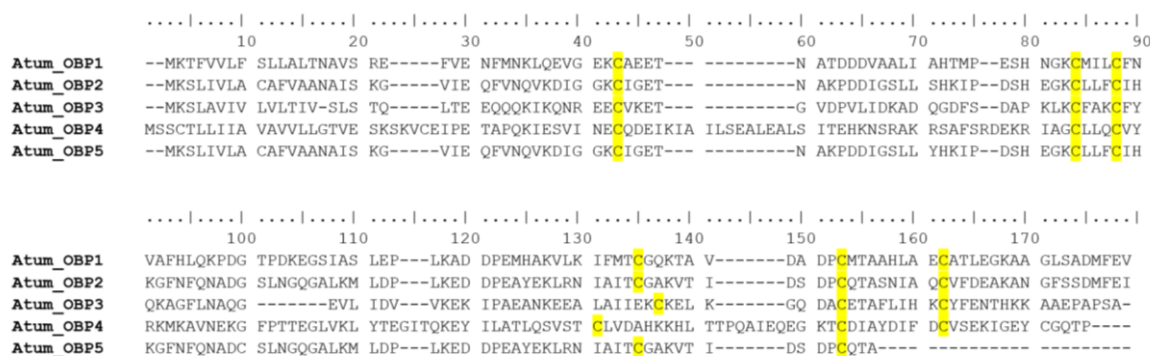 ....|....| ....|....| ....|....| ....|....| ....|....| ....|....| ....|....| ....|....| ....|....|
10 20 30 40 50 60 70 80 90
Atum_OBP1 --MKTFVVLF SLLALTNAVS RE-----FVE NFMNKLQEVG EKCAEET--- ---------N ATDDDVAALI AHTMP--ESH NGKCMILCFN
Atum_OBP2 --MKSLIVLA CAFVAANAIS KG-----VIE QFVNQVKDIG GKCIGET--- ---------N AKPDDIGSLL SHKIP--DSH EGKCLLFCIH
Atum_OBP3 --MKSLAVIV LVLTIV-SLS TQ-----LTE EQQQKIKQNR EECVKET--- ---------G VDPVLIDKAD QGDFS--DAP KLKCFAKCFY
Atum_OBP4 MSSCTLLIIA VAVVLLGTVE SKSKVCEIPE TAPQKIESVI NECQDEIKIA ILSEALEALS ITEHKNSRAK RSAFSRDEKR IAGCLLQCVY
Atum_OBP5 --MKSLIVLA CAFVAANAIS KG-----VIE QFVNQVKDIG GKCIGET--- ---------N AKPDDIGSLL YHKIP--DSH EGKCLLFCIH
....|....| ....|....| ....|....| ....|....| ....|....| ....|....| ....|....| ....|....| ....|....
100 110 120 130 140 150 160 170
Atum_OBP1 VAFHLQKPDG TPDKEGSIAS LEP--LKADD DPEMHAKVLK IFMTCGQKTA V-------DA DPCMTAAHLA ECATLEGKAA GLSADMFEV
Atum_OBP2 KGFNFQNADG SLNGQGALKM LDP--LKED DPEAYEKLRN IAITCGAKVT I-------DS DPCQTASNIA QCVFDEAKAN GFSSDMFEI
Atum_OBP3 QKAGFLNAQG ------EVLI DVI--VKEK IPAEANKEEA LAIIEKCKEL K-------GQ DACETAFLIH KCYFENTHKK AAEPAPSA-
Atum_OBP4 RKMKAVNEKG FPTTEGLVKL YTEGITQKEY ILATLQSVST CLVDAHKKHL TTPQAIEQEG KTCDIAYDIF DCVSEKIGEY CGQTP----
Atum_OBP5 KGFNFQNADC SLNGQGALKM LDP--LKED DPEAYEKLRN IAITCGAKVT I-------DS DPCQTA---- ---------- ---------